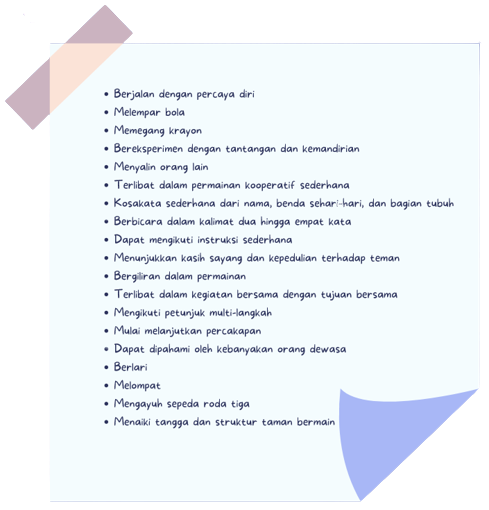 • Berjalan dengan percaya diri
• Melempar bola
• Memegang krayon
• Bereksperimen dengan tantangan dan kemandirian
• Menyalin orang lain
• Terlibat dalam permainan kooperatif sederhana
• Kosakata sederhana dari nama, benda sehari-hari, dan bagian tubuh
• Berbicara dalam kalimat dua hingga empat kata
• Dapat mengikuti instruksi sederhana
• Menunjukkan kasih sayang dan kepedulian terhadap teman
• Bergiliran dalam permainan
• Terlibat dalam kegiatan bersama dengan tujuan bersama
• Mengikuti petunjuk multi-langkah
• Mulai melanjutkan percakapan
• Dapat dipahami oleh kebanyakan orang dewasa
• Berlari
• Melompat
• Mengayuh sepeda roda tiga
• Menaiki tangga dan struktur taman bermain